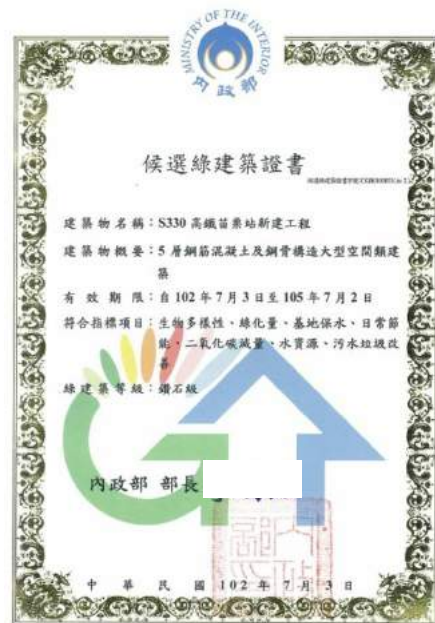 MINISTRY OF THE INTERIOR
內政部
候選綠建築證書
建築物名稱：S330 高鐵苗栗站新建工程
建築物概要：5 層鋼筋混凝土及鋼骨構造大型空間類建
築
有效期限：自 102 年 7 月 3 日至 105 年 7 月 2 日
符合指標項目：生物多樣性、綠化量、基地保水、日常節
能、二氧化碳減量、水資源、污水垃圾改
善
綠建築等級：鑽石級
內政部 部長
中華民國 102 年 7 月 3 日